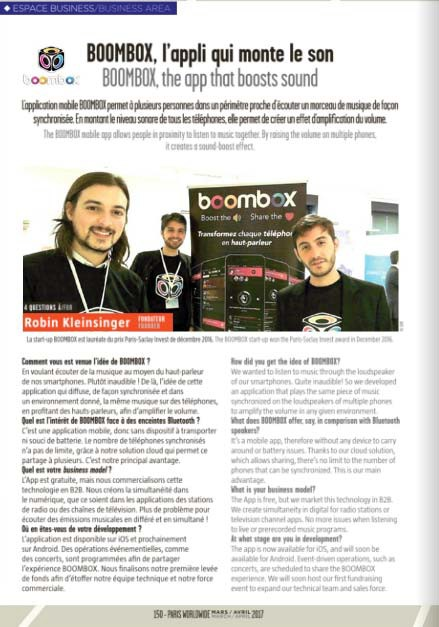 ESPACE BUSINESS/BUSINESS AREA
boombox
BOOMBOX, l'appli qui monte le son
BOOMBOX, the app that boosts sound
L'application mobile BOOMBOX permet à plusieurs personnes dans un périmètre proche d'écouter un morceau de musique de façon
synchronisée. En montant le niveau sonore de tous les téléphones, elle permet de créer un effet d'amplification du volume.
The BOOMBOX mobile app allows people in proximity to listen to music together. By raising the volume on multiple phones,
it creates a sound-boost effect.
boombox
Boost the Share the
Transformez chaque téléphone
en haut-parleur
4 QUESTIONS À/FOR
Robin Kleinsinger
FONDATEUR
FOUNDER
La start-up BOOMBOX est lauréate du prix Paris-Saclay Invest de décembre 2016. The BOOMBOX start-up won the Paris-Saclay Invest award in December 2016.
Comment vous est venue l'idée de BOOMBOX ?
En voulant écouter de la musique au moyen du haut-parleur
de nos smartphones. Plutôt inaudible ! De là, l'idée de cette
application qui diffuse, de façon synchronisée et dans
un environnement donné, la même musique sur des téléphones,
en profitant des hauts-parleurs, afin d'amplifier le volume.
Quel est l'intérêt de BOOMBOX face à des enceintes Bluetooth ?
C'est une application mobile, donc sans dispositif à transporter
ni souci de batterie. Le nombre de téléphones synchronisés
n'a pas de limite, grâce à notre solution cloud qui permet ce
partage à plusieurs. C'est notre principal avantage.
Quel est votre business model ?
L'App est gratuite, mais nous commercialisons cette
technologie en B2B. Nous créons la simultanéité dans
le numérique, que ce soient dans les applications des stations
de radio ou des chaînes de télévision. Plus de problème pour
écouter des émissions musicales en différé et en simultané !
Où en êtes-vous de votre développement ?
L'application est disponible sur iOS et prochainement
sur Android. Des opérations événementielles, comme
des concerts, sont programmées afin de partager
l'expérience BOOMBOX. Nous finalisons notre première levée
de fonds afin d'étoffer notre équipe technique et notre force
commerciale.
How did you get the idea of BOOMBOX?
We wanted to listen to music through the loudspeaker
of our smartphones. Quite inaudible! So we developed
an application that plays the same piece of music
synchronized on the loudspeakers of multiple phones
to amplify the volume in any given environment.
What does BOOMBOX offer, say, in comparison with Bluetooth
speakers?
It's a mobile app, therefore without any device to carry
around or battery issues. Thanks to our cloud solution,
which allows sharing, there's no limit to the number of
phones that can be synchronized. This is our main
advantage.
What is your business model?
The App is free, but we market this technology in B2B.
We create simultaneity in digital for radio stations or
television channel apps. No more issues when listening
to live or prerecorded music programs.
At what stage are you in development?
The app is now available for iOS, and will soon be
available for Android. Event-driven operations, such as
concerts, are scheduled to share the BOOMBOX
experience. We will soon host our first fundraising
event to expand our technical team and sales force.
150 - PARIS WORLDWIDE MARS / AVRIL MARCH / APRIL 2017